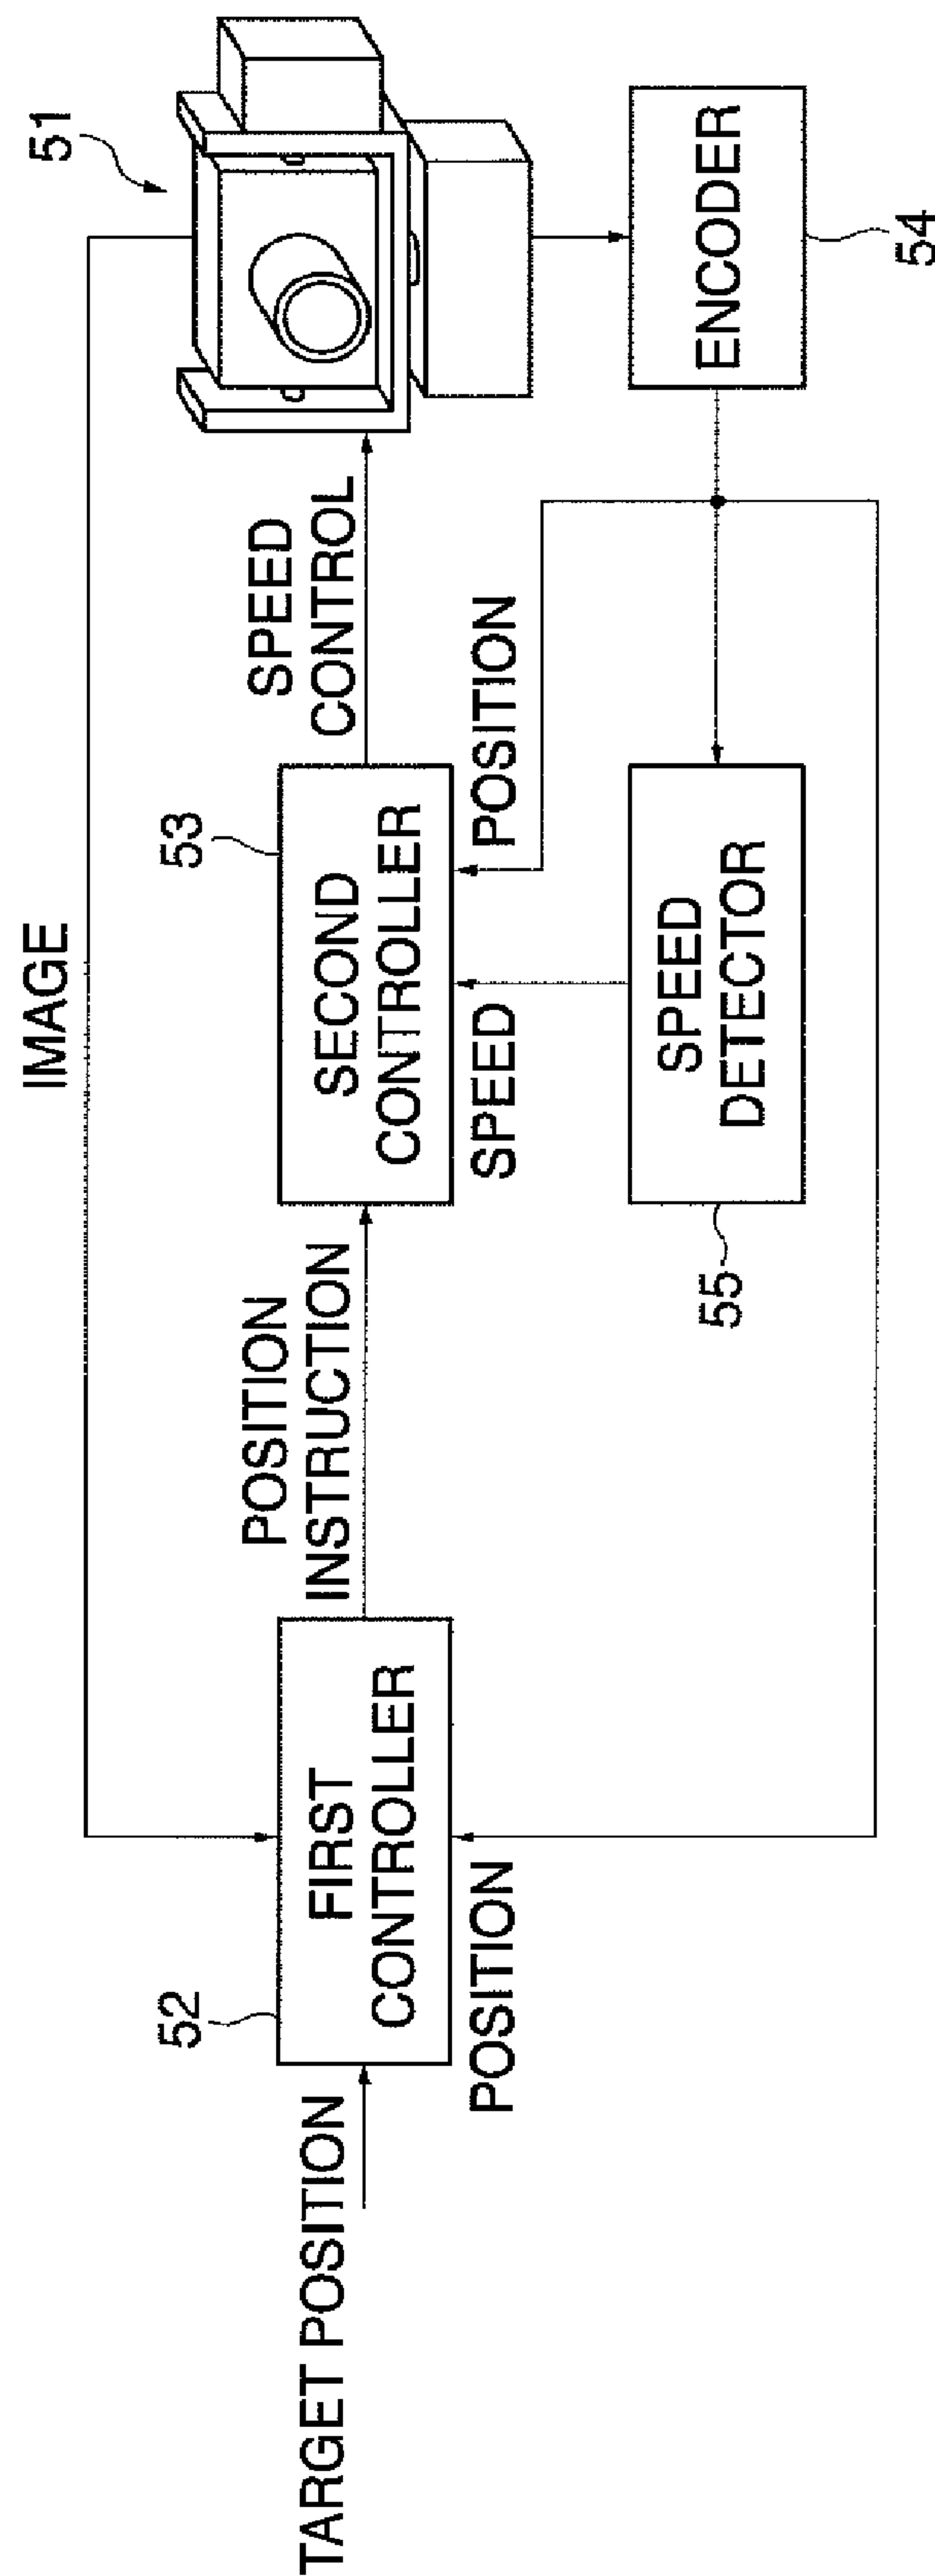 IMAGE
51
TARGET POSITION
52
FIRST
CONTROLLER
POSITION
POSITION
INSTRUCTION
53
SECOND
CONTROLLER
SPEED
POSITION
SPEED
CONTROL
SPEED
DETECTOR
55
ENCODER
54